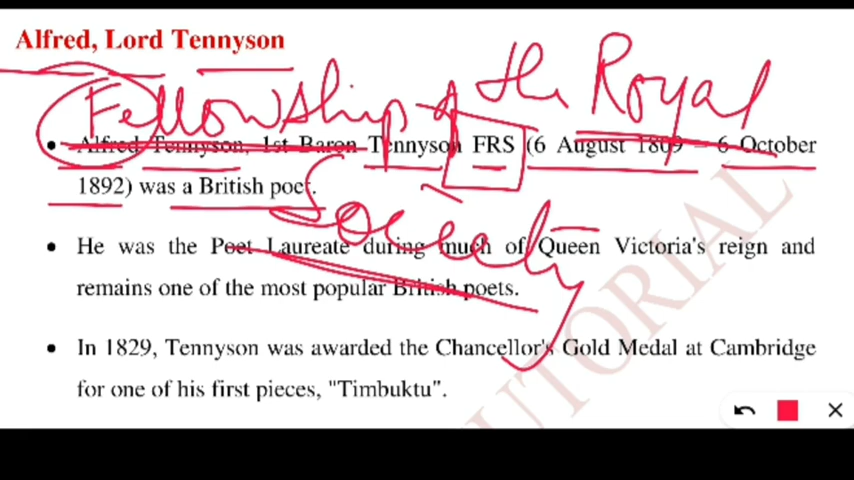 Alfred, Lord Tennyson
Fellowship of the Royal
Society
• Alfred Tennyson, 1st Baron Tennyson FRS (6 August 1809 – 6 October
1892) was a British poet.
• He was the Poet Laureate during much of Queen Victoria's reign and
remains one of the most popular British poets.
• In 1829, Tennyson was awarded the Chancellor's Gold Medal at Cambridge
for one of his first pieces, "Timbuktu".
TUTORIAL